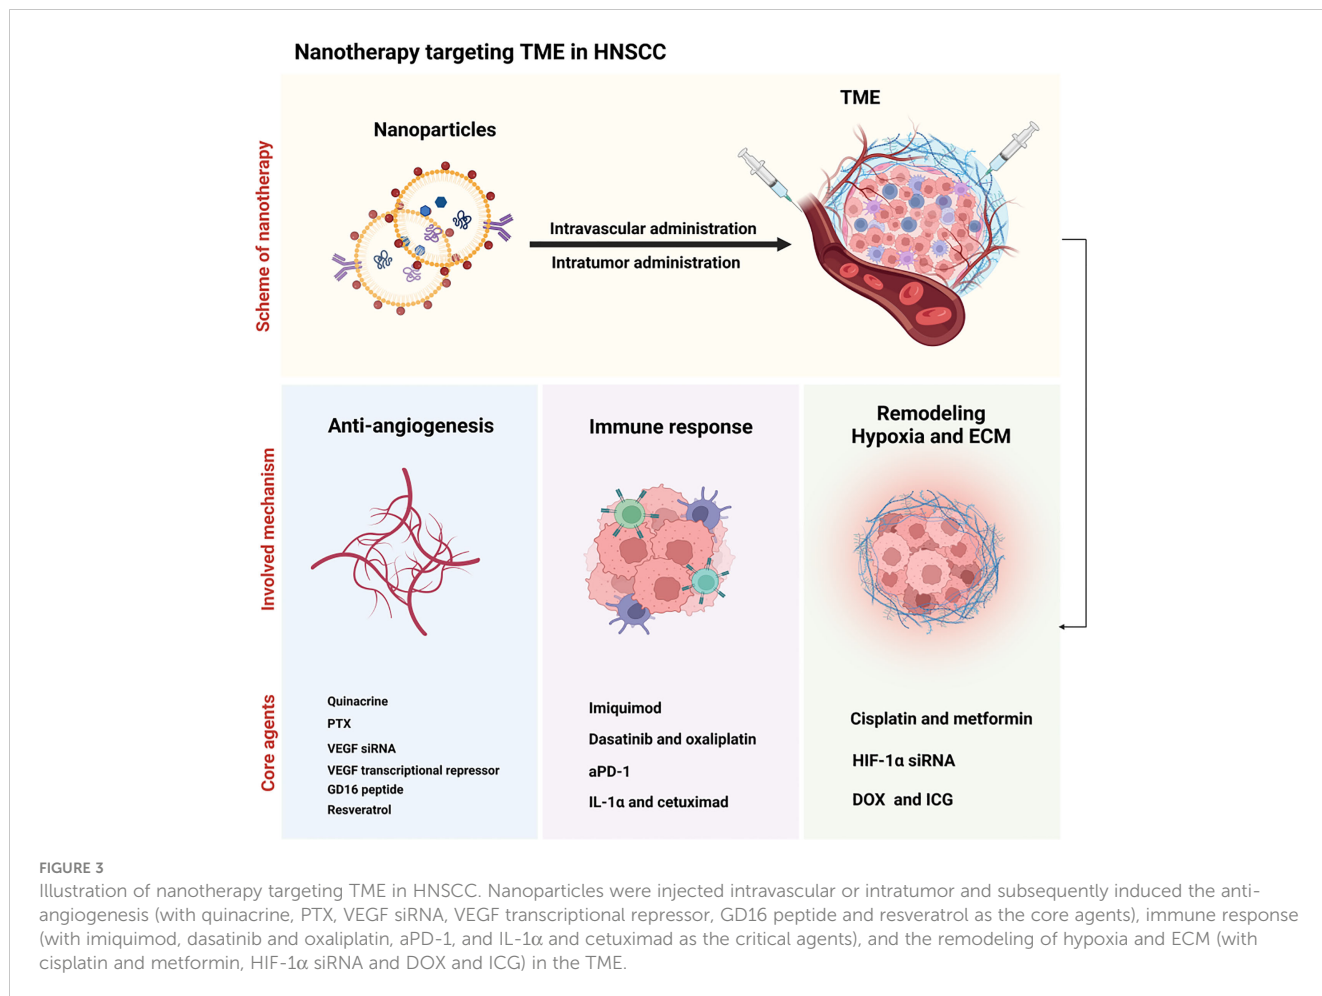 Nanotherapy targeting TME in HNSCC
Scheme of nanotherapy
Nanoparticles
TME
Intravascular administration
Intratumor administration
Involved mechanism
Anti-angiogenesis
Immune response
Remodeling
Hypoxia and ECM
Core agents
Quinacrine
PTX
VEGF siRNA
VEGF transcriptional repressor
GD16 peptide
Resveratrol
Imiquimod
Dasatinib and oxaliplatin
aPD-1
IL-1α and cetuximad
Cisplatin and metformin
HIF-1α siRNA
DOX and ICG
FIGURE 3
Illustration of nanotherapy targeting TME in HNSCC. Nanoparticles were injected intravascular or intratumor and subsequently induced the anti-
angiogenesis (with quinacrine, PTX, VEGF siRNA, VEGF transcriptional repressor, GD16 peptide and resveratrol as the core agents), immune response
(with imiquimod, dasatinib and oxaliplatin, aPD-1, and IL-1α and cetuximad as the critical agents), and the remodeling of hypoxia and ECM (with
cisplatin and metformin, HIF-1α siRNA and DOX and ICG) in the TME.